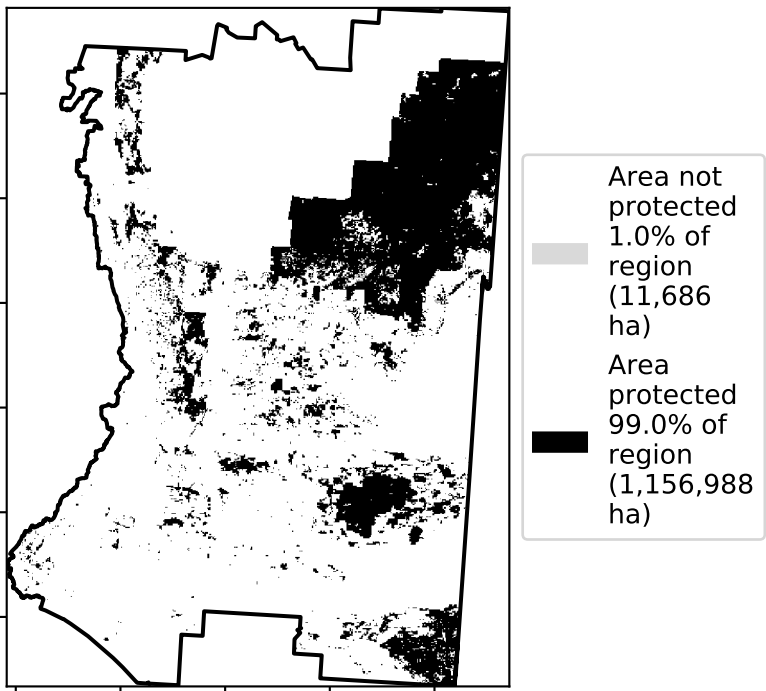 Area not
protected
1.0% of
region
(11,686
ha)
Area
protected
99.0% of
region
(1,156,988
ha)